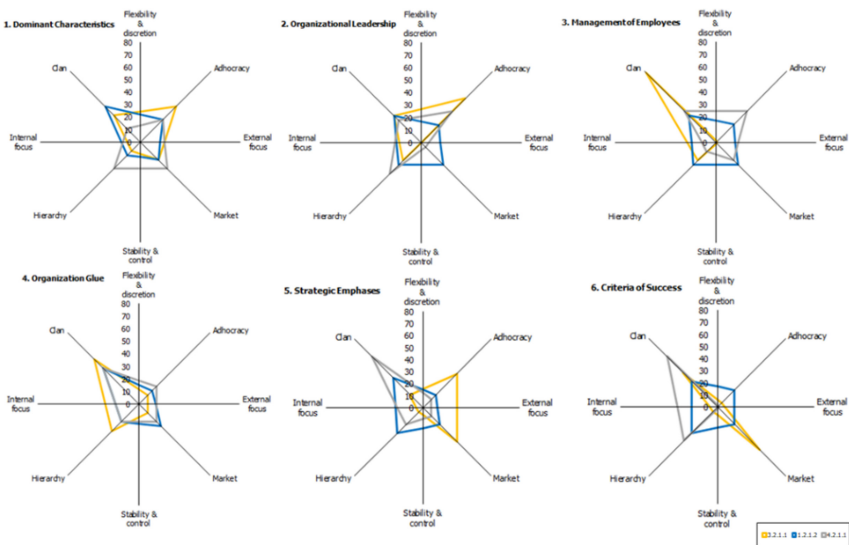 1. Dominant Characteristics
Flexibility
&
discretion
80
70
60
50
40
30
20
10
0
Clan
Adhocracy
Internal
focus
External
focus
Hierarchy
Market
Stability &
control
2. Organizational Leadership
Flexibility
&
discretion
80
70
60
50
40
30
20
10
0
Clan
Adhocracy
Internal
focus
External
focus
Hierarchy
Market
Stability &
control
3. Management of Employees
Flexibility
&
discretion
80
70
60
50
40
30
20
10
0
Clan
Adhocracy
Internal
focus
External
focus
Hierarchy
Market
Stability &
control
4. Organization Glue
Flexibility
&
discretion
80
70
60
50
40
30
20
10
0
Clan
Adhocracy
Internal
focus
External
focus
Hierarchy
Market
Stability &
control
5. Strategic Emphases
Flexibility
&
discretion
80
70
60
50
40
30
20
10
0
Clan
Adhocracy
Internal
focus
External
focus
Hierarchy
Market
Stability &
control
6. Criteria of Success
Flexibility
&
discretion
80
70
60
50
40
30
20
10
0
Clan
Adhocracy
Internal
focus
External
focus
Hierarchy
Market
Stability &
control
3.2.1.1 1.2.1.2 4.2.1.1